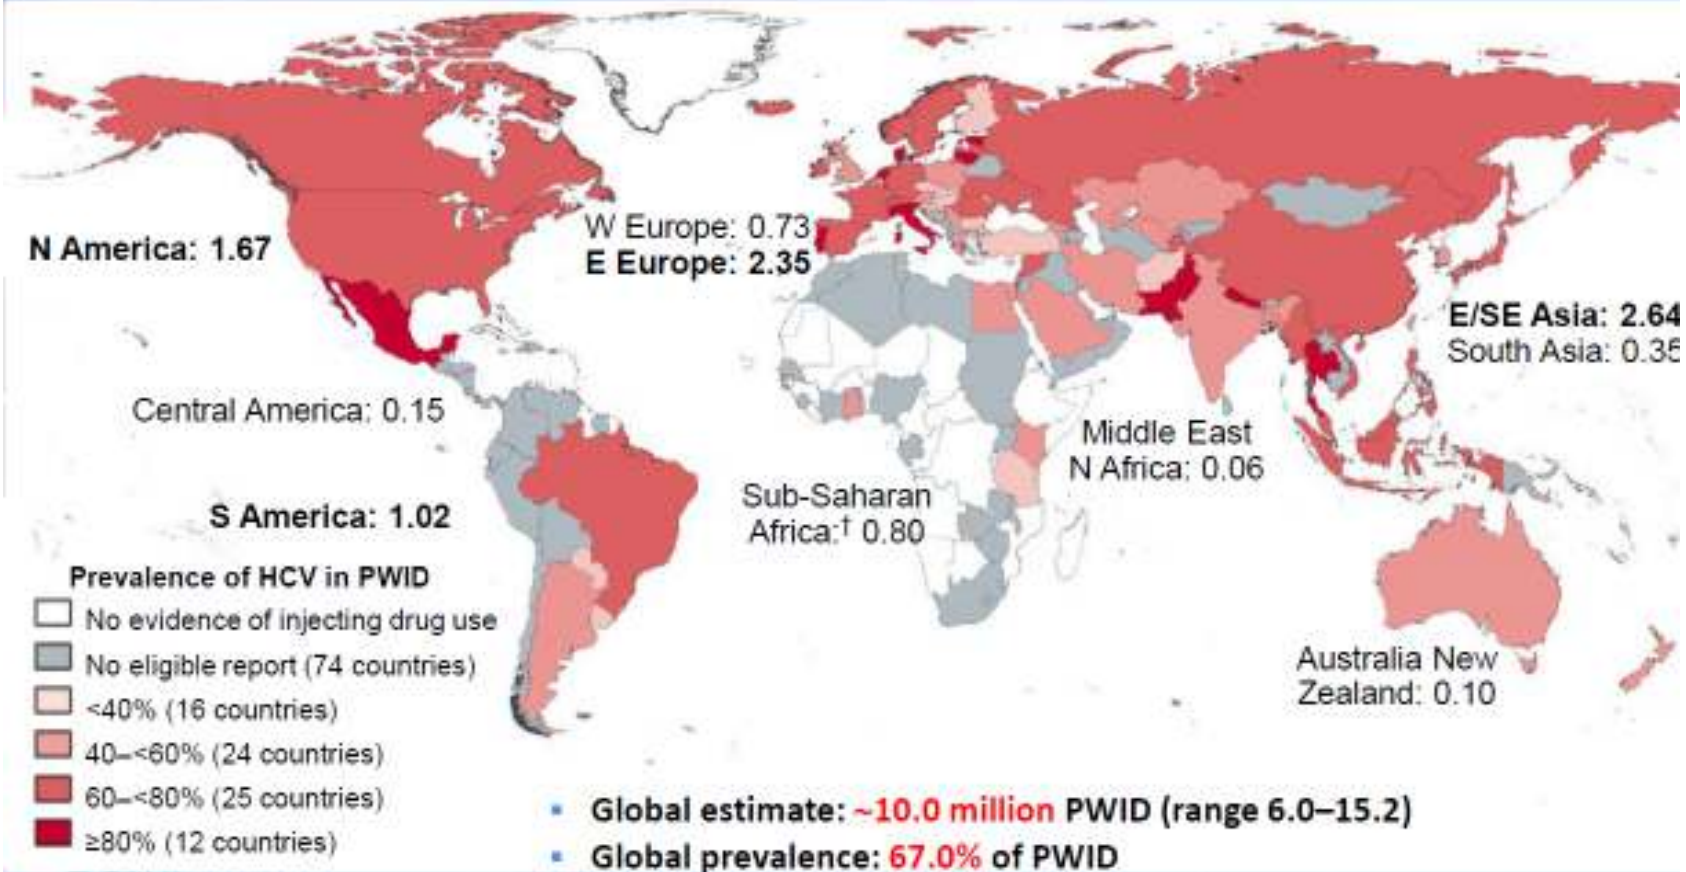 N America: 1.67
W Europe: 0.73
E Europe: 2.35
E/SE Asia: 2.64
South Asia: 0.35
Central America: 0.15
Middle East
N Africa: 0.06
Sub-Saharan
Africa:† 0.80
S America: 1.02
Australia New
Zealand: 0.10
Prevalence of HCV in PWID
No evidence of injecting drug use
No eligible report (74 countries)
<40% (16 countries)
40–<60% (24 countries)
60–<80% (25 countries)
≥80% (12 countries)
▪ Global estimate: ~10.0 million PWID (range 6.0–15.2)
▪ Global prevalence: 67.0% of PWID